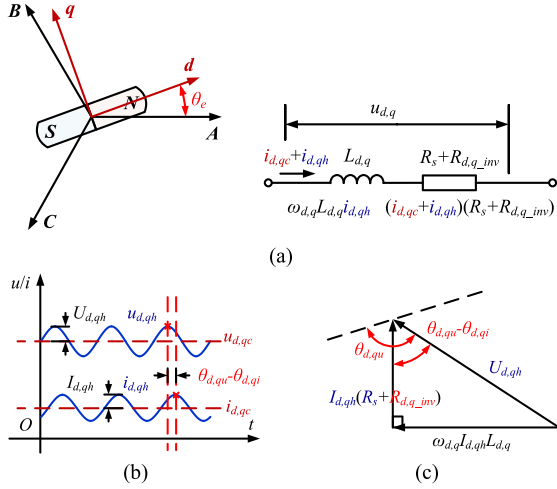 B
q
d
S
N
θe
A
C
ud,q
id,qc+id,qh
Ld,q
Rs+Rd,q_inv
ωd,qLd,qid,qh
(id,qc+id,qh)(Rs+Rd,q_inv)
(a)
u/i
Ud,qh
ud,qh
ud,qc
θd,qu-θd,qi
Id,qh
id,qh
id,qc
O
t
(b)
θd,qu
θd,qu-θd,qi
Ud,qh
Id,qh(Rs+Rd,q_inv)
ωd,qId,qhLd,q
(c)